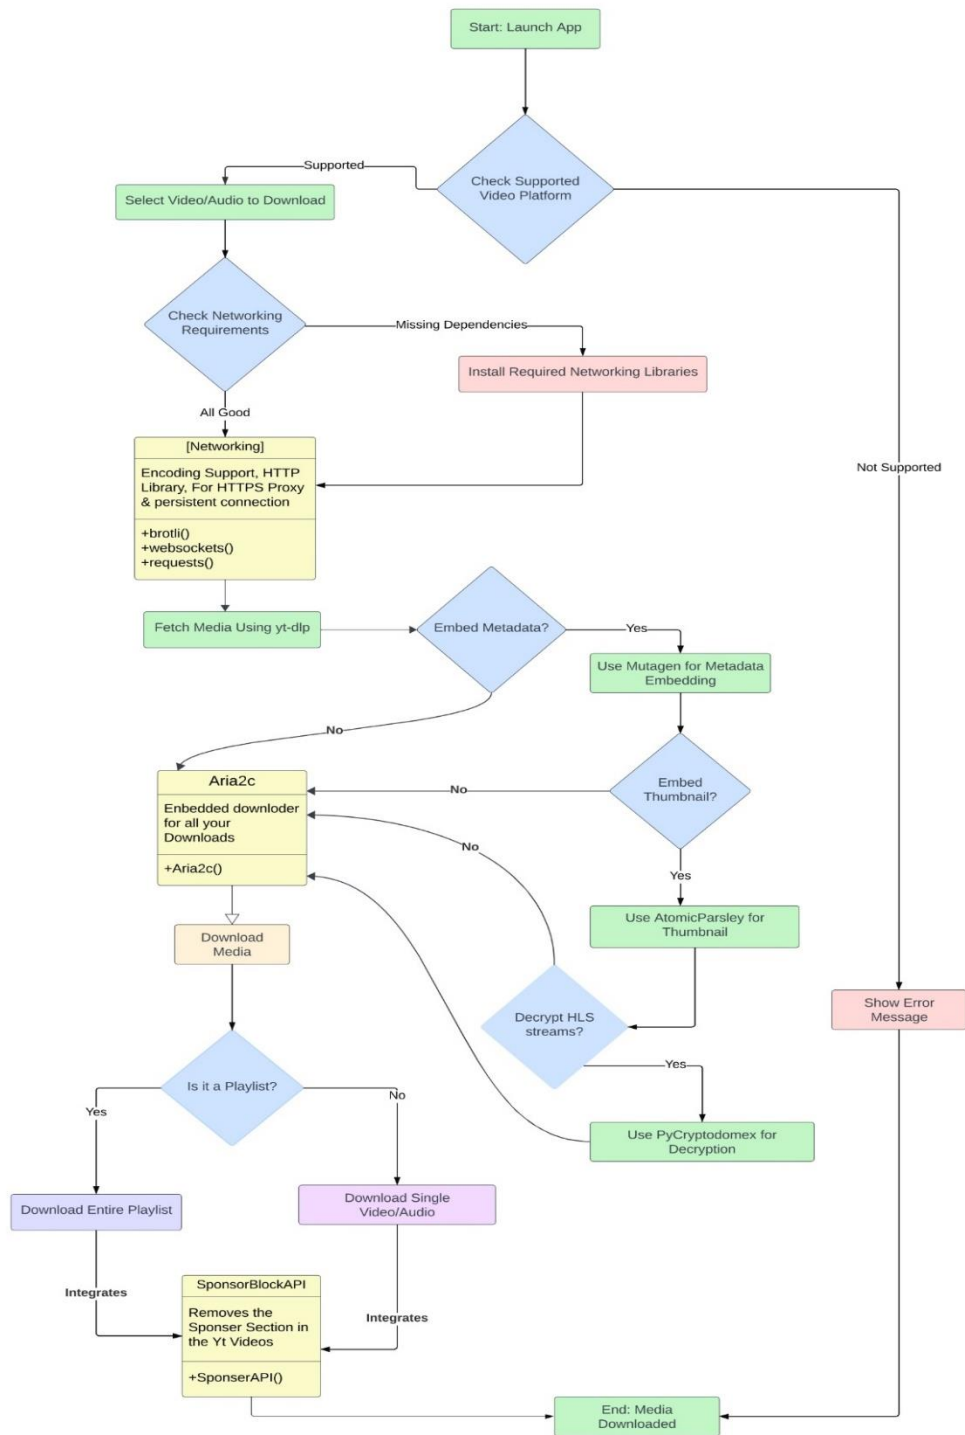 Start: Launch App
Check Supported
Video Platform
Supported
Select Video/Audio to Download
Check Networking
Requirements
Missing Dependencies
Install Required Networking Libraries
All Good
[Networking]
Encoding Support, HTTP
Library, For HTTPS Proxy
& persistent connection
+brotli()
+websockets()
+requests()
Not Supported
Fetch Media Using yt-dlp
Embed Metadata?
Yes
Use Mutagen for Metadata
Embedding
No
Aria2c
Enbedded downloder
for all your
Downloads
+Aria2c()
No
Embed
Thumbnail?
No
Yes
Use AtomicParsley for
Thumbnail
Download
Media
Decrypt HLS
streams?
Show Error
Message
Yes
Use PyCryptodomex for
Decryption
Is it a Playlist?
Yes
No
Download Entire Playlist
Download Single
Video/Audio
Integrates
SponsorBlockAPI
Removes the
Sponser Section in
the Yt Videos
+SponserAPI()
Integrates
End: Media
Downloaded